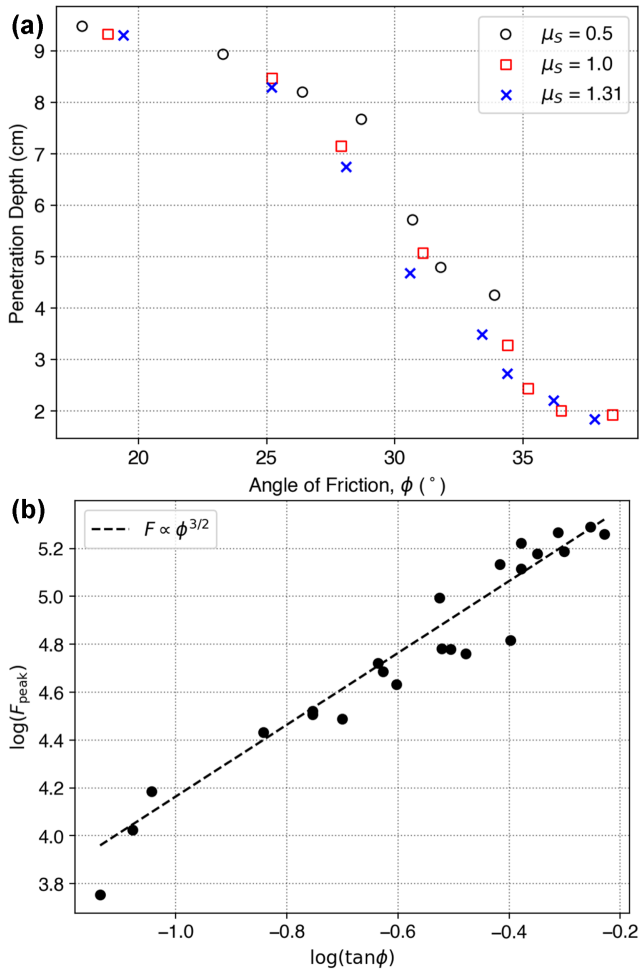 (a)
μS = 0.5
μS = 1.0
μS = 1.31
9
8
7
6
5
4
3
2
Penetration Depth (cm)
20 25 30 35
Angle of Friction, ϕ (°)
(b)
F ∝ ϕ3/2
5.2
5.0
4.8
4.6
4.4
4.2
4.0
3.8
log(Fpeak)
−1.0 −0.8 −0.6 −0.4 −0.2
log(tanϕ)